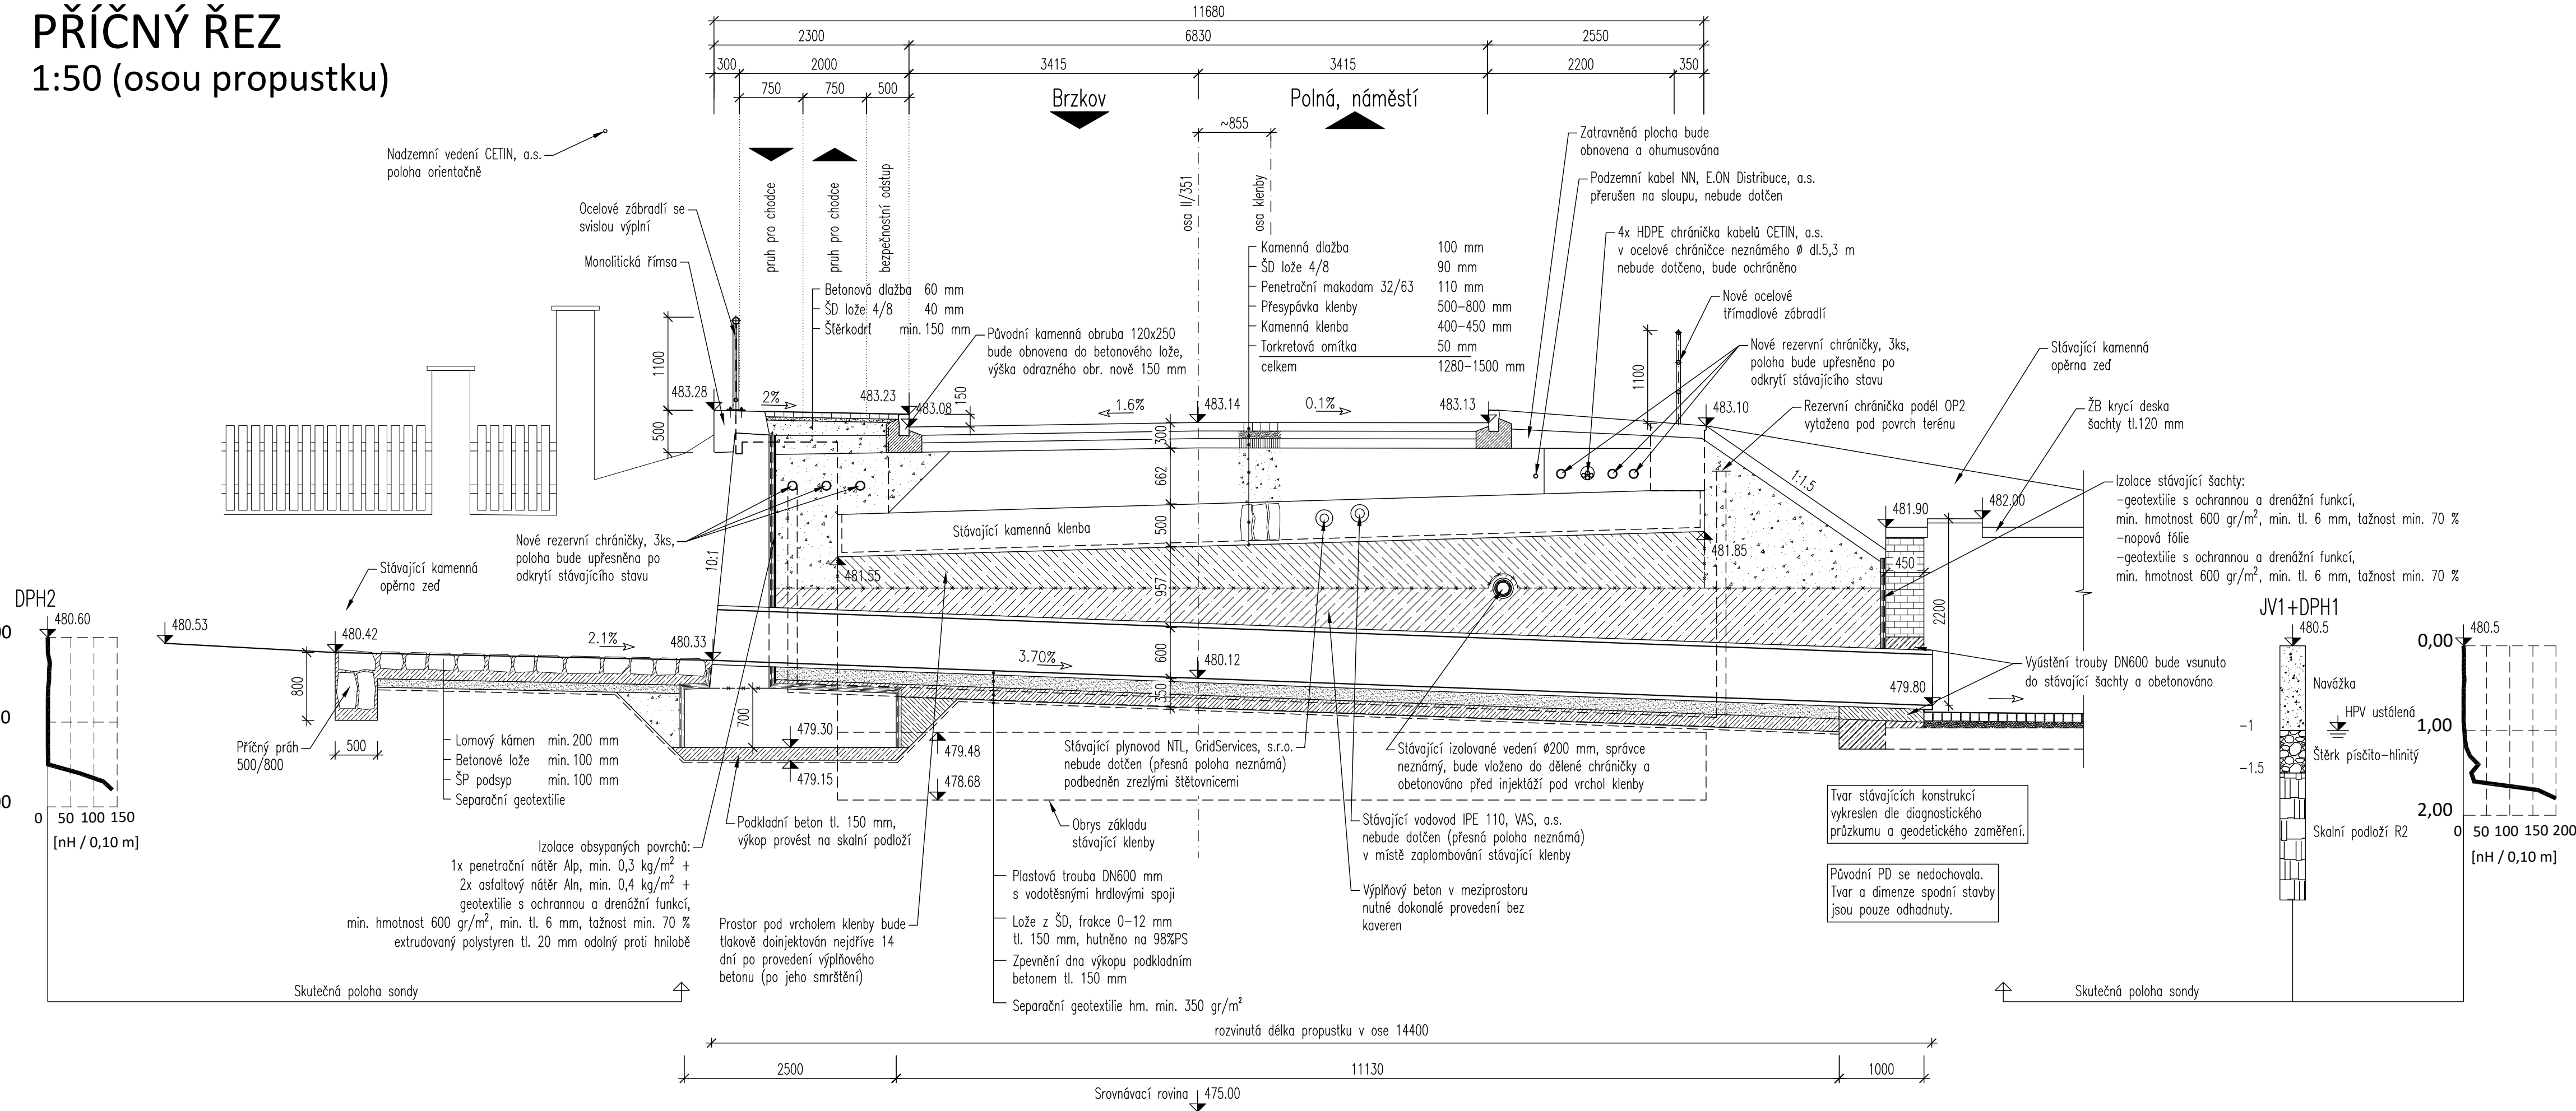 PŘÍČNÝ ŘEZ
1:50 (osou propustku)
11680
2300
6830
2550
300
2000
3415
3415
2200
350
750
750
500
Brzkov
Polná, náměstí
~855
pruh pro chodce
pruh pro chodce
bezpečnostní odstup
osa II/351
osa klenby
Nadzemní vedení CETIN, a.s.
poloha orientačně
Ocelové zábradlí se
svislou výplní
Monolitická římsa
Betonová dlažba 60 mm
ŠD lože 4/8 40 mm
Štěrkodrť min. 150 mm
Původní kamenná obruba 120x250
bude obnovena do betonového lože,
výška odrazného obr. nově 150 mm
Kamenná dlažba 100 mm
ŠD lože 4/8 90 mm
Penetrační makadam 32/63 110 mm
Přesypávka klenby 500-800 mm
Kamenná klenba 400-450 mm
Torkretová omítka 50 mm
celkem 1280-1500 mm
Zatravněná plocha bude
obnovena a ohumusována
Podzemní kabel NN, E.ON Distribuce, a.s.
přerušen na sloupu, nebude dotčen
4x HDPE chránička kabelů CETIN, a.s.
v ocelové chráničce neznámého ø dl.5,3 m
nebude dotčeno, bude ochráněno
Nové ocelové
třímadlové zábradlí
Nové rezervní chráničky, 3ks,
poloha bude upřesněna po
odkrytí stávajícího stavu
Stávající kamenná
opěrna zeď
Rezervní chránička podél OP2
vytažena pod povrch terénu
ŽB krycí deska
šachty tl.120 mm
Izolace stávající šachty:
-geotextilie s ochrannou a drenážní funkcí,
min. hmotnost 600 gr/m², min. tl. 6 mm, tažnost min. 70 %
-nopová fólie
-geotextilie s ochrannou a drenážní funkcí,
min. hmotnost 600 gr/m², min. tl. 6 mm, tažnost min. 70 %
1100
500
483.28
2%
483.23
483.08
150
1.6%
483.14
0.1%
483.13
1100
483.10
1:1.5
481.90
482.00
300
662
500
957
600
350
450
2200
10:1
Stávající kamenná klenba
481.55
481.85
Nové rezervní chráničky, 3ks,
poloha bude upřesněna po
odkrytí stávajícího stavu
Stávající kamenná
opěrna zeď
DPH2
480.60
480.53
480.42
2.1%
480.33
3.70%
480.12
479.80
800
500
700
479.30
479.15
479.48
478.68
Příčný práh
500/800
Lomový kámen min. 200 mm
Betonové lože min. 100 mm
ŠP podsyp min. 100 mm
Separační geotextilie
0 50 100 150
[nH / 0,10 m]
Izolace obsypaných povrchů:
1x penetrační nátěr Alp, min. 0,3 kg/m² +
2x asfaltový nátěr Aln, min. 0,4 kg/m² +
geotextilie s ochrannou a drenážní funkcí,
min. hmotnost 600 gr/m², min. tl. 6 mm, tažnost min. 70 %
extrudovaný polystyren tl. 20 mm odolný proti hnilobě
Podkladní beton tl. 150 mm,
výkop provést na skalní podloží
Prostor pod vrcholem klenby bude
tlakově doinjektován nejdříve 14
dní po provedení výplňového
betonu (po jeho smrštění)
Stávající plynovod NTL, GridServices, s.r.o.
nebude dotčen (přesná poloha neznámá)
podbedněn zrezlými štětovnicemi
Obrys základu
stávající klenby
Plastová trouba DN600 mm
s vodotěsnými hrdlovými spoji
Lože z ŠD, frakce 0-12 mm
tl. 150 mm, hutněno na 98%PS
Zpevnění dna výkopu podkladním
betonem tl. 150 mm
Separační geotextilie hm. min. 350 gr/m²
Stávající izolované vedení ø200 mm, správce
neznámý, bude vloženo do dělené chráničky a
obetonováno před injektáží pod vrchol klenby
Stávající vodovod IPE 110, VAS, a.s.
nebude dotčen (přesná poloha neznámá)
v místě zaplombování stávající klenby
Výplňový beton v meziprostoru
nutné dokonalé provedení bez
kaveren
Vyústění trouby DN600 bude vsunuto
do stávající šachty a obetonováno
Tvar stávajících konstrukcí
vykreslen dle diagnostického
průzkumu a geodetického zaměření.
Původní PD se nedochovala.
Tvar a dimenze spodní stavby
jsou pouze odhadnuty.
JV1+DPH1
480.5
480.5
0,00
Navážka
HPV ustálená
-1
1,00
Štěrk písčito-hlinitý
-1.5
2,00
Skalní podloží R2
0 50 100 150 200
[nH / 0,10 m]
Skutečná poloha sondy
Skutečná poloha sondy
rozvinutá délka propustku v ose 14400
2500
11130
1000
Srovnávací rovina 475.00